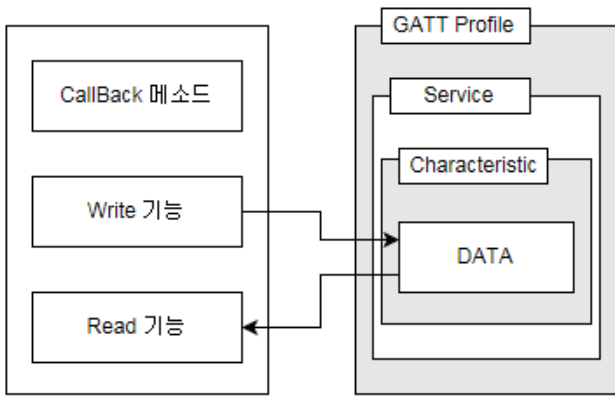 CallBack 메소드
Write 기능
Read 기능
GATT Profile
Service
Characteristic
DATA